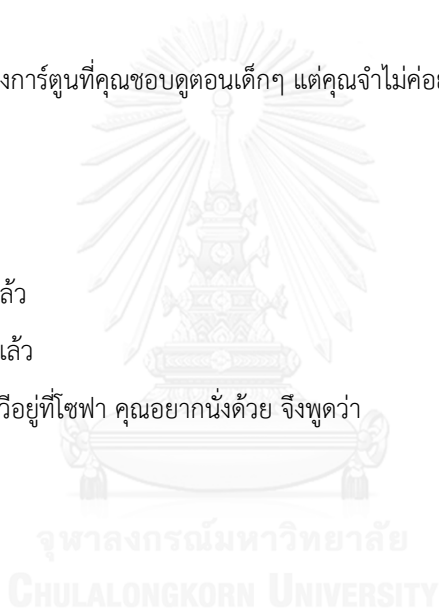 งการ์ตูนที่คุณชอบดูตอนเด็กๆ แต่คุณจำไม่ค่อย
ล้ว
แล้ว
วีอยู่ที่โซฟา คุณอยากนั่งด้วย จึงพูดว่า
จุฬาลงกรณ์มหาวิทยาลัย
CHULALONGKORN UNIVERSITY